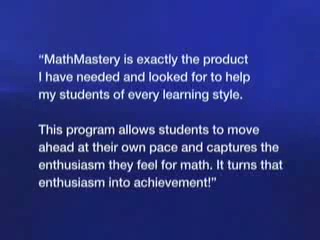 “MathMastery is exactly the product
I have needed and looked for to help
my students of every learning style.
This program allows students to move
ahead at their own pace and captures the
enthusiasm they feel for math. It turns that
enthusiasm into achievement!”